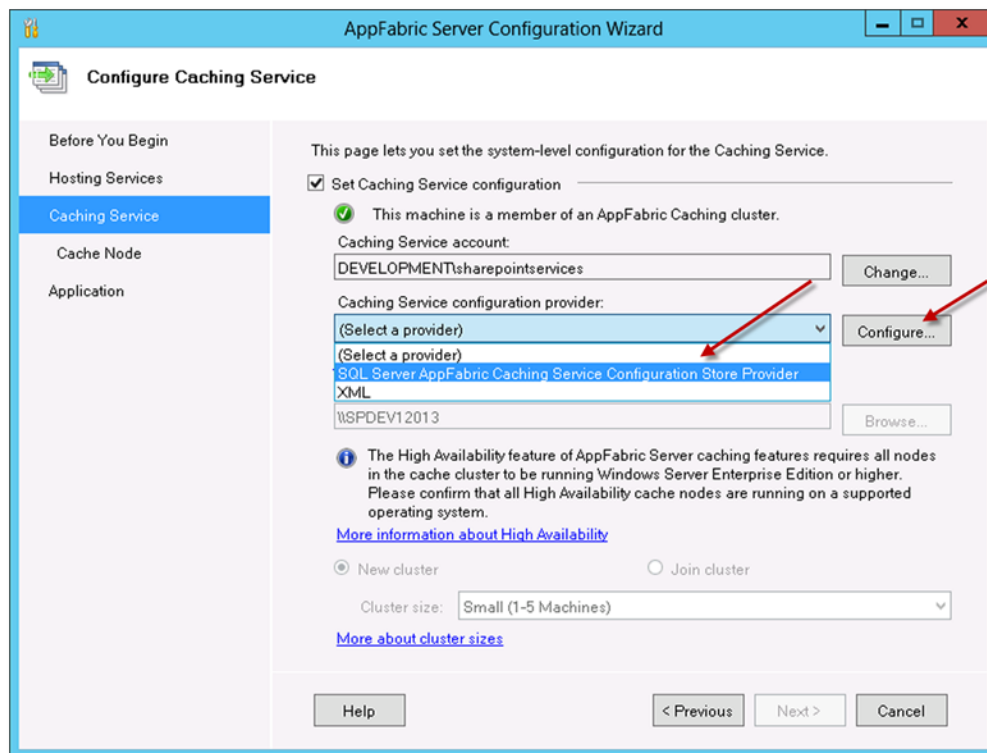 AppFabric Server Configuration Wizard
Configure Caching Service
Before You Begin
Hosting Services
Caching Service
Cache Node
Application
This page lets you set the system-level configuration for the Caching Service.
Set Caching Service configuration
This machine is a member of an AppFabric Caching cluster.
Caching Service account:
DEVELOPMENT\sharepointservices
Change...
Caching Service configuration provider:
(Select a provider)
Configure...
(Select a provider)
SQL Server AppFabric Caching Service Configuration Store Provider
XML
\\SPDEV12013
Browse...
The High Availability feature of AppFabric Server caching features requires all nodes
in the cache cluster to be running Windows Server Enterprise Edition or higher.
Please confirm that all High Availability cache nodes are running on a supported
operating system.
More information about High Availability
New cluster
Join cluster
Cluster size:
Small (1-5 Machines)
More about cluster sizes
Help
< Previous
Next >
Cancel